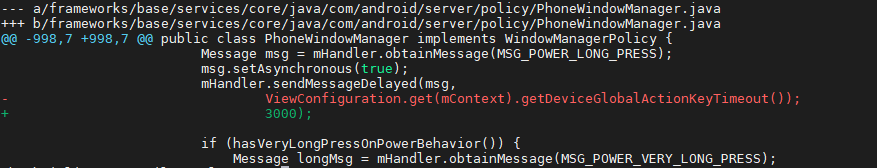 --- a/frameworks/base/services/core/java/com/android/server/policy/PhoneWindowManager.java
+++ b/frameworks/base/services/core/java/com/android/server/policy/PhoneWindowManager.java
@@ -998,7 +998,7 @@ public class PhoneWindowManager implements WindowManagerPolicy {
                         Message msg = mHandler.obtainMessage(MSG_POWER_LONG_PRESS);
                         msg.setAsynchronous(true);
                         mHandler.sendMessageDelayed(msg,
-                                ViewConfiguration.get(mContext).getDeviceGlobalActionKeyTimeout());
+                                3000);

                         if (hasVeryLongPressOnPowerBehavior()) {
                             Message longMsg = mHandler.obtainMessage(MSG_POWER_VERY_LONG_PRESS);